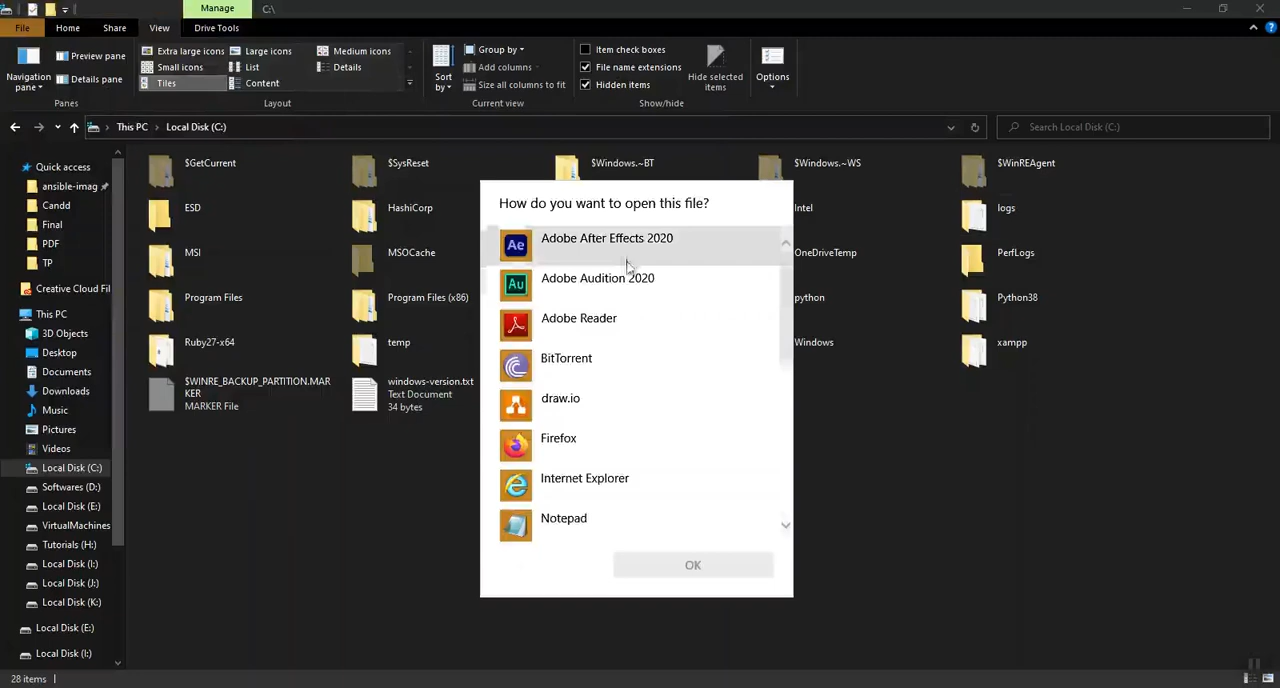 Manage
C:\
File
Home
Share
View
Drive Tools
Navigation
pane
Preview pane
Details pane
Panes
Extra large icons
Large icons
Medium icons
Small icons
List
Details
Tiles
Content
Layout
Sort
by
Group by
Add columns
Size all columns to fit
Current view
Item check boxes
File name extensions
Hidden items
Hide selected
items
Show/hide
Options
This PC
Local Disk (C:)
Search Local Disk (C:)
Quick access
ansible-imag
Candd
Final
PDF
TP
Creative Cloud Fil
This PC
3D Objects
Desktop
Documents
Downloads
Music
Pictures
Videos
Local Disk (C:)
Softwares (D:)
Local Disk (E:)
VirtualMachines
Tutorials (H:)
Local Disk (I:)
Local Disk (J:)
Local Disk (K:)
Local Disk (E:)
Local Disk (I:)
$GetCurrent
$SysReset
$Windows.~BT
$Windows.~WS
$WinREAgent
ESD
HashiCorp
Intel
logs
MSI
MSOCache
OneDriveTemp
PerfLogs
Program Files
Program Files (x86)
python
Python38
Ruby27-x64
temp
Windows
xampp
$WINRE_BACKUP_PARTITION.MAR
KER
MARKER File
windows-version.txt
Text Document
34 bytes
How do you want to open this file?
Ae
Adobe After Effects 2020
Au
Adobe Audition 2020
Adobe Reader
BitTorrent
draw.io
Firefox
Internet Explorer
Notepad
OK
28 items